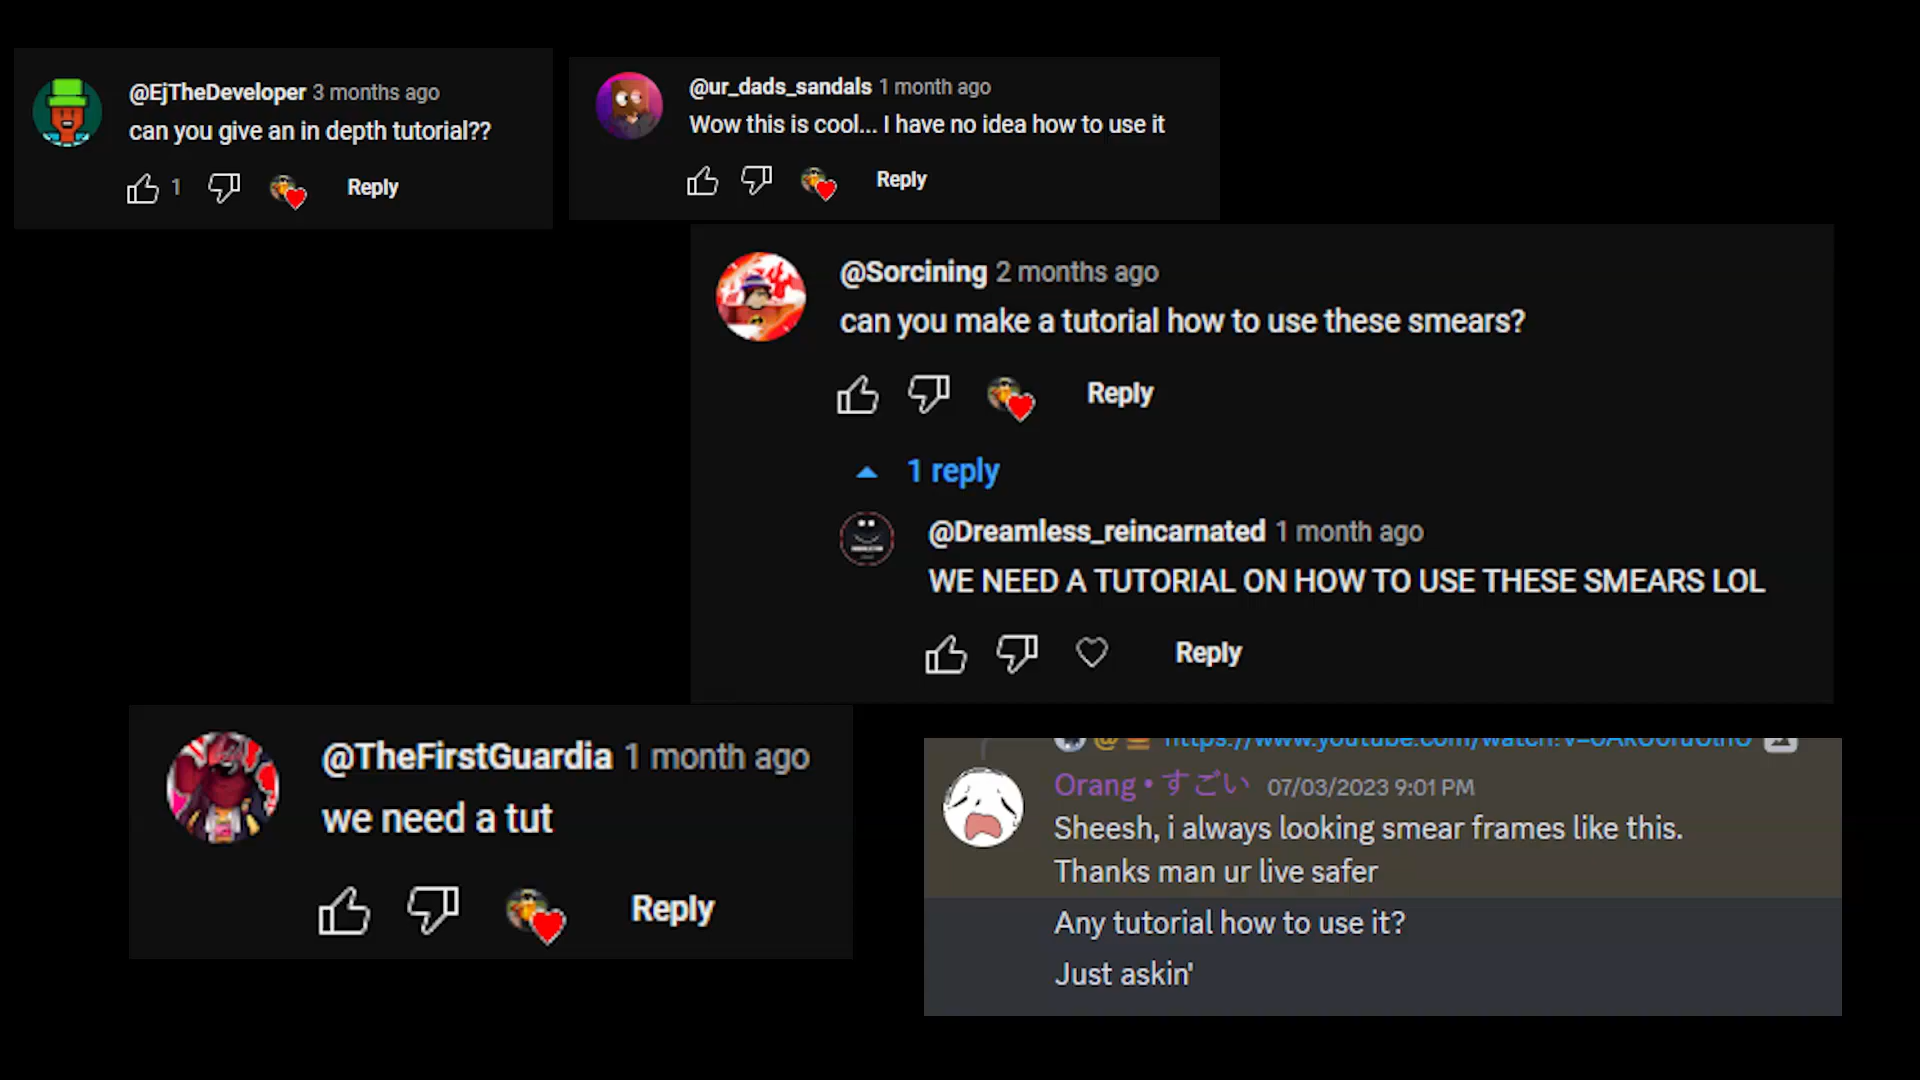 @EjTheDeveloper 3 months ago
can you give an in depth tutorial??
1
Reply
@ur_dads_sandals 1 month ago
Wow this is cool... I have no idea how to use it
Reply
@Sorcining 2 months ago
can you make a tutorial how to use these smears?
Reply
1 reply
@Dreamless_reincarnated 1 month ago
WE NEED A TUTORIAL ON HOW TO USE THESE SMEARS LOL
Reply
@TheFirstGuardia 1 month ago
we need a tut
Reply
Orang • すごい 07/03/2023 9:01 PM
Sheesh, i always looking smear frames like this.
Thanks man ur live safer
Any tutorial how to use it?
Just askin'